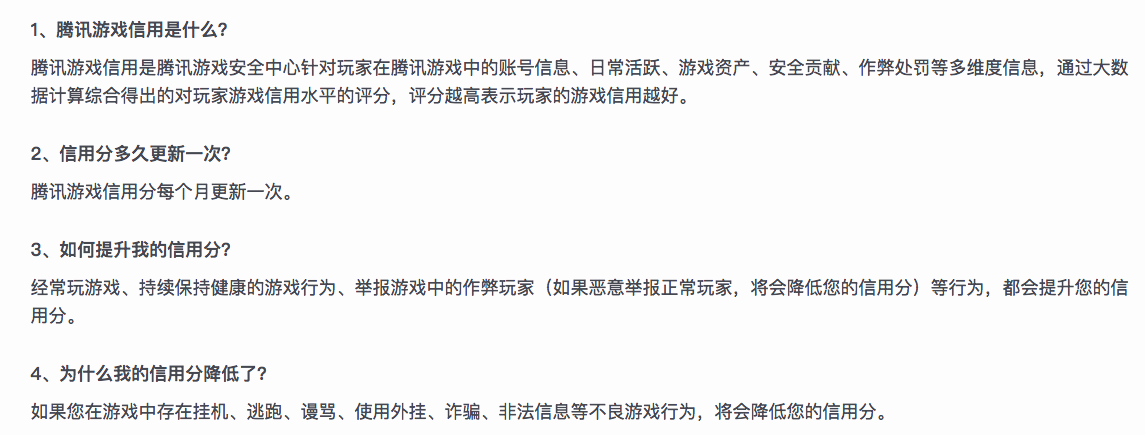 1、腾讯游戏信用是什么?
腾讯游戏信用是腾讯游戏安全中心针对玩家在腾讯游戏中的账号信息、日常活跃、游戏资产、安全贡献、作弊处罚等多维度信息，通过大数
据计算综合得出的对玩家游戏信用水平的评分，评分越高表示玩家的游戏信用越好。
2、信用分多久更新一次?
腾讯游戏信用分每个月更新一次。
3、如何提升我的信用分?
经常玩游戏、持续保持健康的游戏行为、举报游戏中的作弊玩家（如果恶意举报正常玩家，将会降低您的信用分）等行为，都会提升您的信
用分。
4、为什么我的信用分降低了?
如果您在游戏中存在挂机、逃跑、谩骂、使用外挂、诈骗、非法信息等不良游戏行为，将会降低您的信用分。